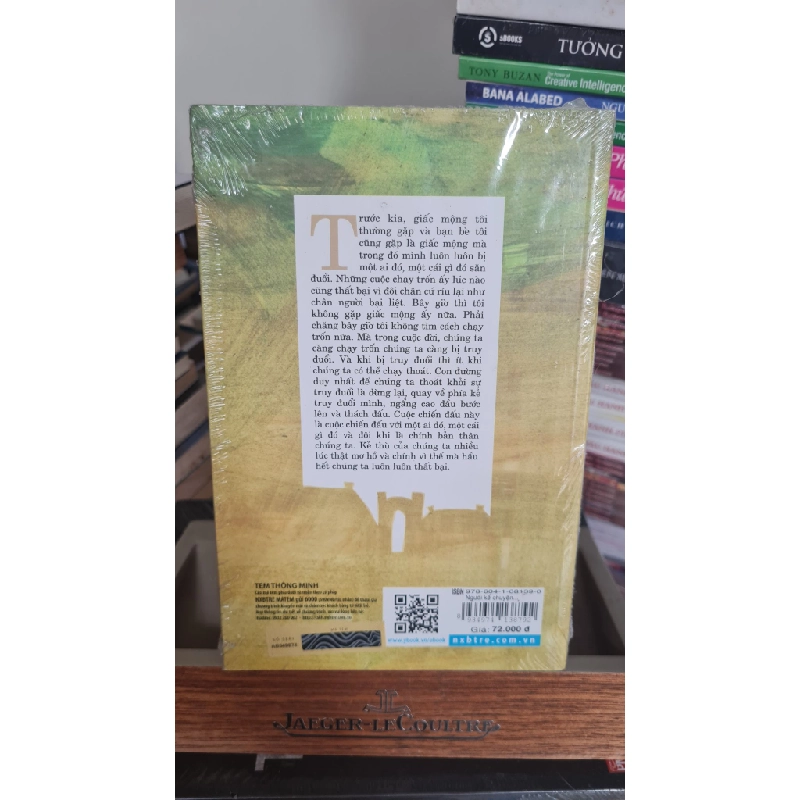 BOOKS
TƯỞNG
TONY BUZAN
Creative Intelligence
BANA ALABED
Trước kia, giấc mộng tôi
thường gặp và bạn bè tôi
cũng gặp là giấc mộng mà
trong đó mình luôn luôn bị
một ai đó, một cái gì đó săn
đuổi. Những cuộc chạy trốn ấy lúc nào
cũng thất bại vì đôi chân cứ ríu lại như
chân người bại liệt. Bây giờ thì tôi
không gặp giấc mộng ấy nữa. Phải
chăng bây giờ tôi không tìm cách chạy
trốn nữa. Mà trong cuộc đời, chúng ta
càng chạy trốn chúng ta càng bị truy
đuổi. Và khi bị truy đuổi thì ít khi
chúng ta có thể chạy thoát. Con đường
duy nhất để chúng ta thoát khỏi sự
truy đuổi là dừng lại, quay về phía kẻ
truy đuổi mình, ngẩng cao đầu bước
lên và thách đấu. Cuộc chiến đấu này
là cuộc chiến đấu với một ai đó, một cái
gì đó và đôi khi là chính bản thân
chúng ta. Kẻ thù của chúng ta nhiều
lúc thật mơ hồ và chính vì thế mà hầu
hết chúng ta luôn luôn thất bại.
TEM THÔNG MINH
ISBN
Người kể chuyện...
Giá: 72.000 đ
nxbtre.com.vn
JAEGER-LECOULTRE